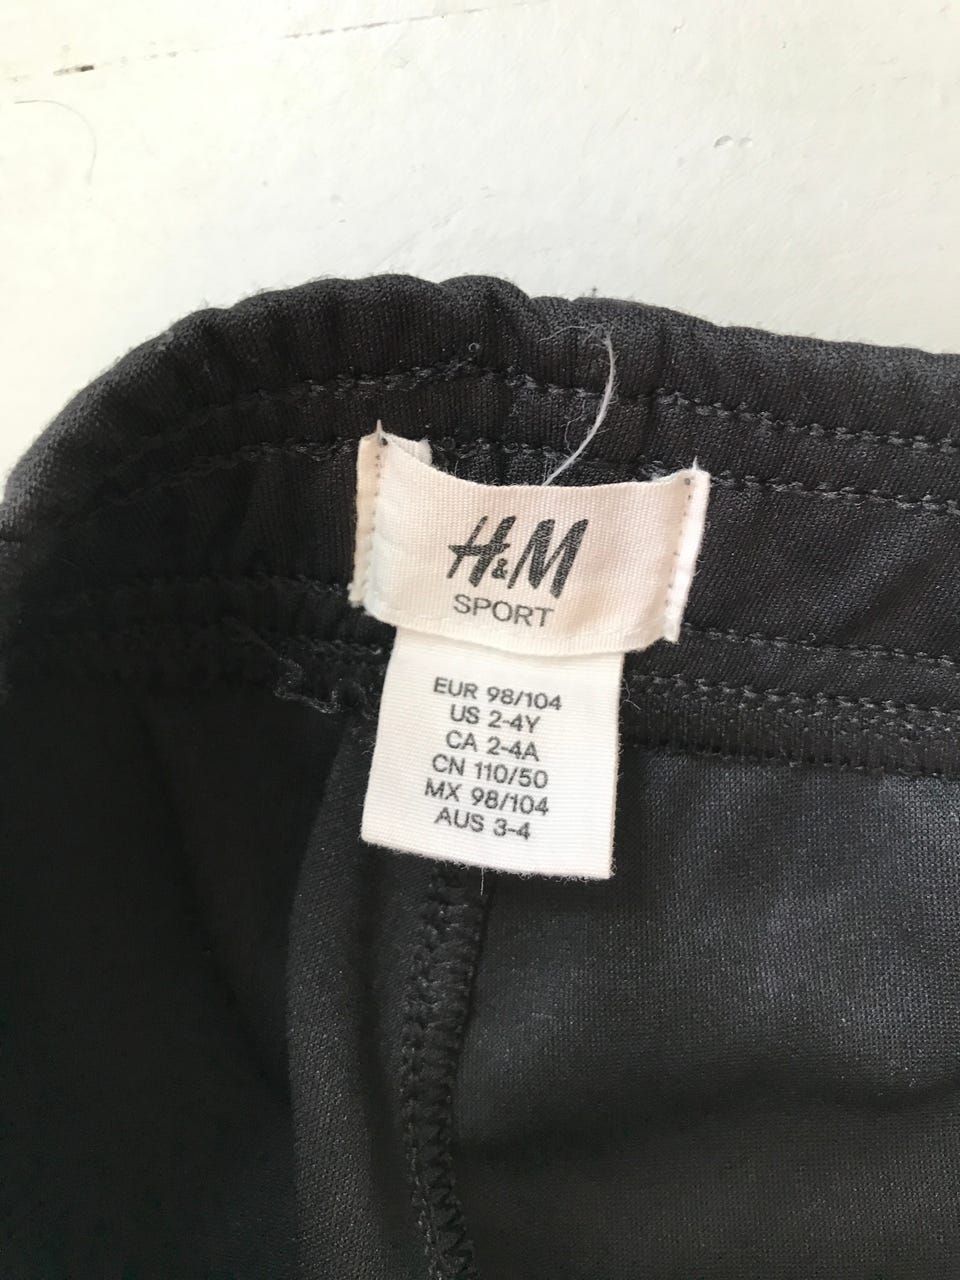 H&M
SPORT
EUR 98/104
US 2-4Y
CA 2-4A
CN 110/50
MX 98/104
AUS 3-4